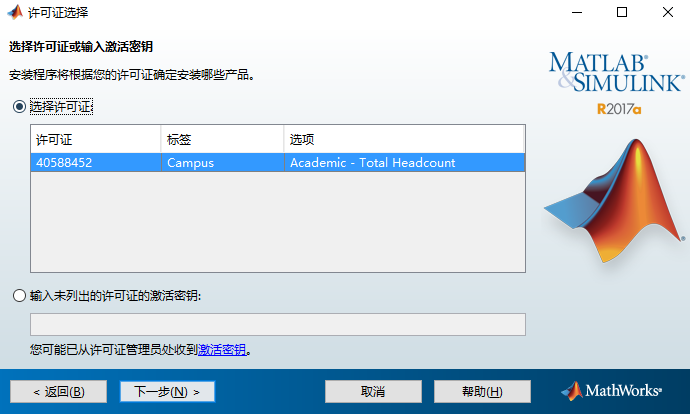 许可证选择
选择许可证或输入激活密钥
安装程序将根据您的许可证确定安装哪些产品。
MATLAB®
&SIMULINK®
R2017a
选择许可证:
许可证 标签 选项
40588452 Campus Academic - Total Headcount
输入未列出的许可证的激活密钥:
您可能已从许可证管理员处收到激活密钥。
< 返回(B) 下一步(N) > 取消 帮助(H) MathWorks®